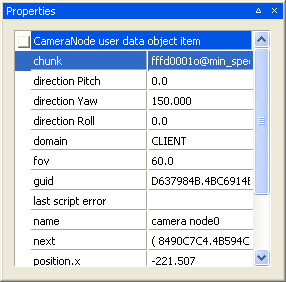 Properties
CameraNode user data object item
chunk fffd0001o@min_spec
direction Pitch 0.0
direction Yaw 150.000
direction Roll 0.0
domain CLIENT
fov 60.0
guid D637984B.4BC6914E
last script error
name camera node0
next ( 8490C7C4.4B594C
position.x -221.507